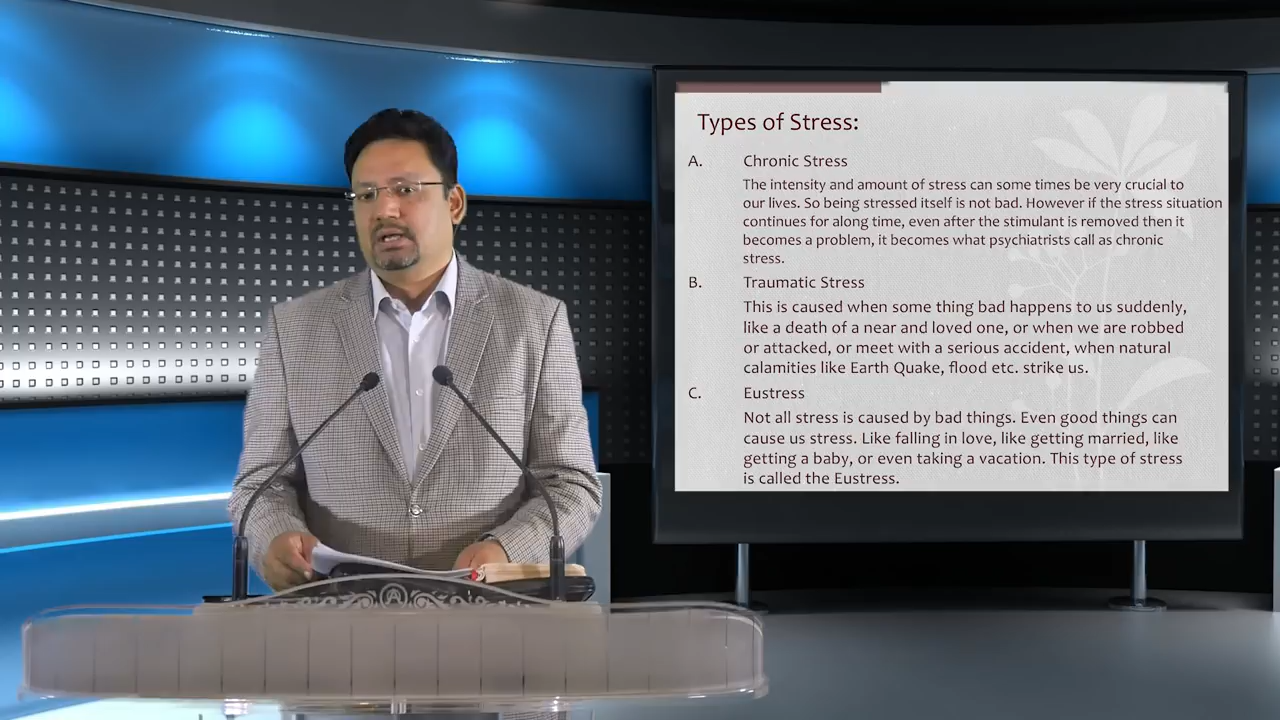 Types of Stress:
A. Chronic Stress
The intensity and amount of stress can some times be very crucial to
our lives. So being stressed itself is not bad. However if the stress situation
continues for along time, even after the stimulant is removed then it
becomes a problem, it becomes what psychiatrists call as chronic
stress.
B. Traumatic Stress
This is caused when some thing bad happens to us suddenly,
like a death of a near and loved one, or when we are robbed
or attacked, or meet with a serious accident, when natural
calamities like Earth Quake, flood etc. strike us.
C. Eustress
Not all stress is caused by bad things. Even good things can
cause us stress. Like falling in love, like getting married, like
getting a baby, or even taking a vacation. This type of stress
is called the Eustress.